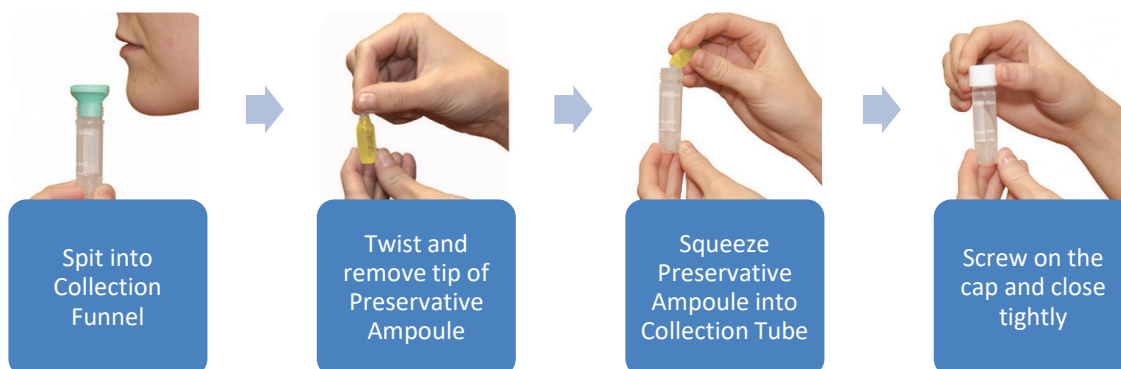 Spit into
Collection
Funnel
Twist and
remove tip of
Preservative
Ampoule
Squeeze
Preservative
Ampoule into
Collection Tube
Screw on the
cap and close
tightly